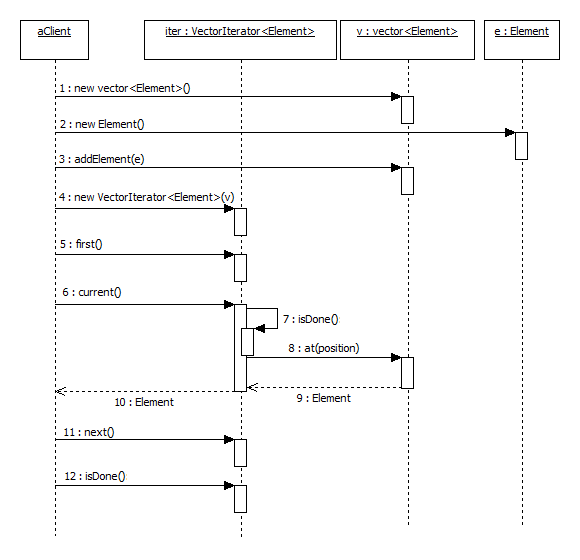 aClient
iter : VectorIterator<Element>
v : vector<Element>
e : Element
1 : new vector<Element>()
2 : new Element()
3 : addElement(e)
4 : new VectorIterator<Element>(v)
5 : first()
6 : current()
7 : isDone()
8 : at(position)
9 : Element
10 : Element
11 : next()
12 : isDone()